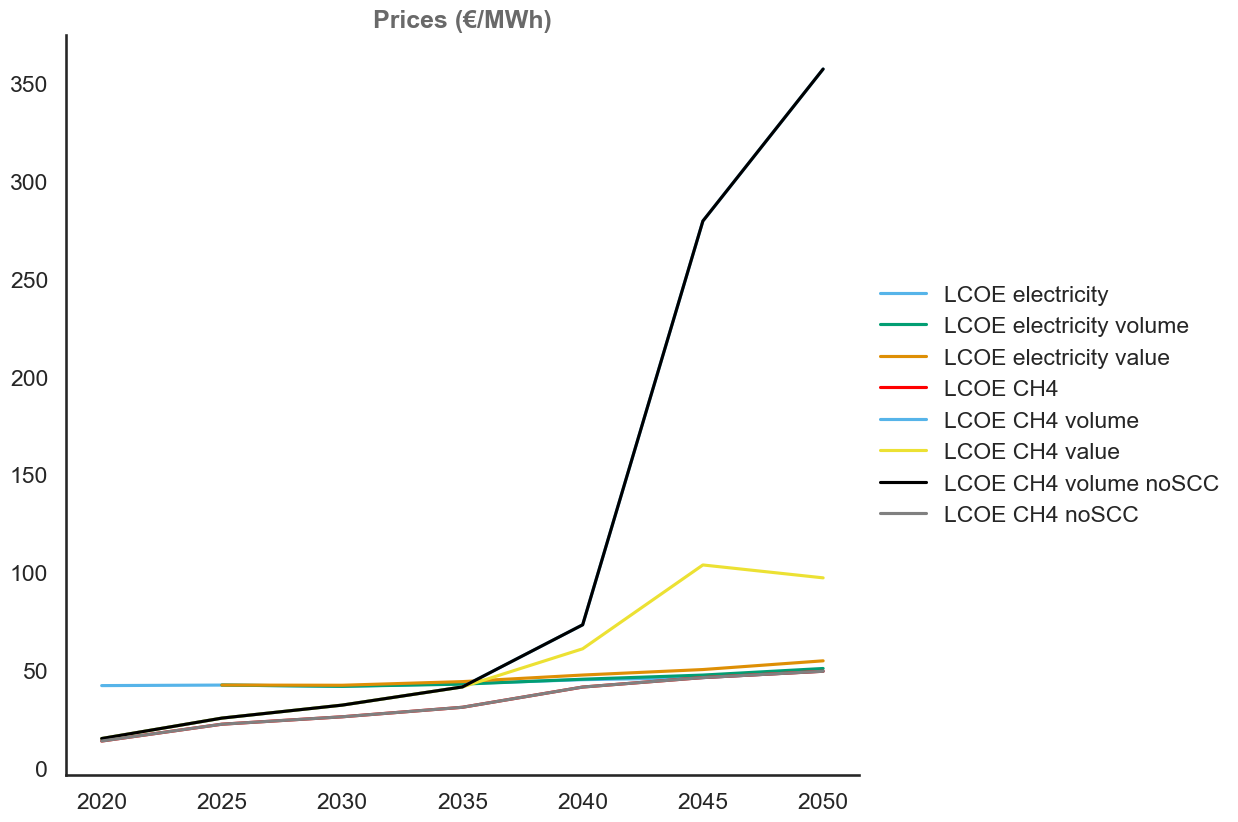 Prices (€/MWh)
350
300
250
200
150
100
50
0
2020 2025 2030 2035 2040 2045 2050
LCOE electricity
LCOE electricity volume
LCOE electricity value
LCOE CH4
LCOE CH4 volume
LCOE CH4 value
LCOE CH4 volume noSCC
LCOE CH4 noSCC